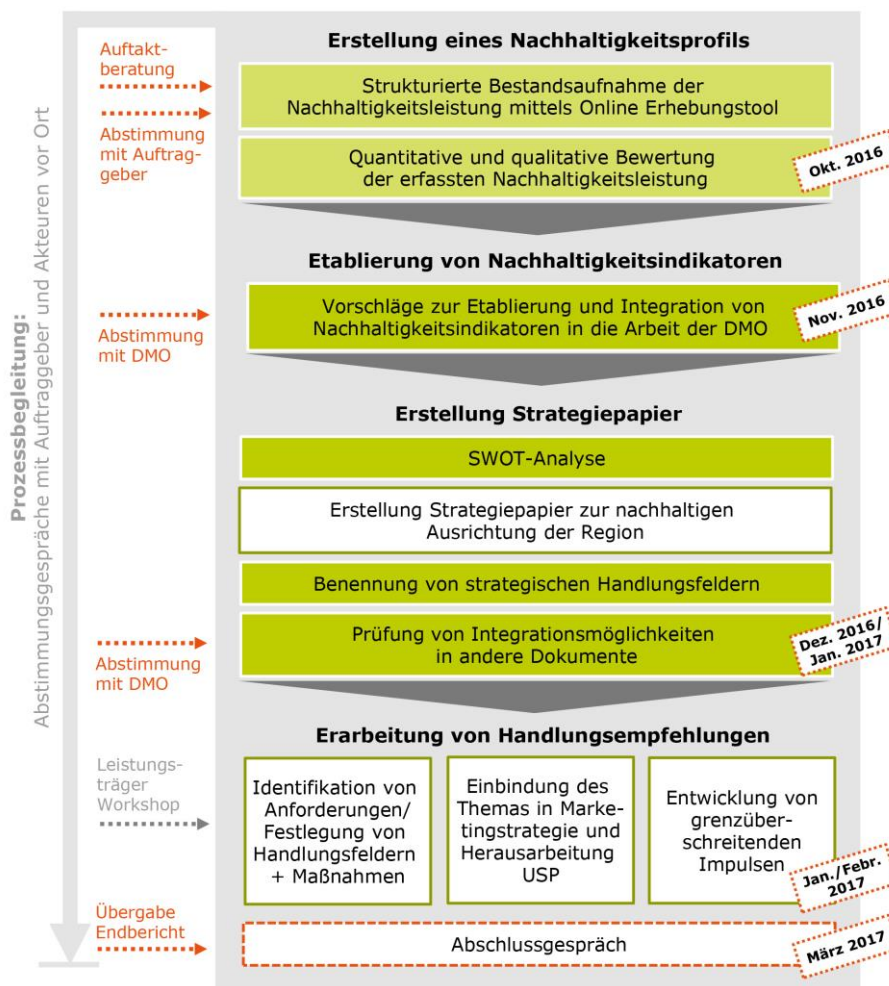 Prozessbegleitung:
Abstimmungsgespräche mit Auftraggeber und Akteuren vor Ort
Erstellung eines Nachhaltigkeitsprofils
Auftakt-
beratung
Strukturierte Bestandsaufnahme der
Nachhaltigkeitsleistung mittels Online Erhebungstool
Abstimmung
mit Auftrag-
geber
Quantitative und qualitative Bewertung
der erfassten Nachhaltigkeitsleistung
Okt. 2016
Etablierung von Nachhaltigkeitsindikatoren
Vorschläge zur Etablierung und Integration von
Nachhaltigkeitsindikatoren in die Arbeit der DMO
Nov. 2016
Abstimmung
mit DMO
Erstellung Strategiepapier
SWOT-Analyse
Erstellung Strategiepapier zur nachhaltigen
Ausrichtung der Region
Benennung von strategischen Handlungsfeldern
Prüfung von Integrationsmöglichkeiten
in andere Dokumente
Dez. 2016/
Jan. 2017
Abstimmung
mit DMO
Erarbeitung von Handlungsempfehlungen
Leistungs-
träger
Workshop
Identifikation von
Anforderungen/
Festlegung von
Handlungsfeldern
+ Maßnahmen
Einbindung des
Themas in Marke-
tingstrategie und
Herausarbeitung
USP
Entwicklung von
grenzüber-
schreitenden
Impulsen
Jan./Febr.
2017
Übergabe
Endbericht
Abschlussgespräch
März 2017